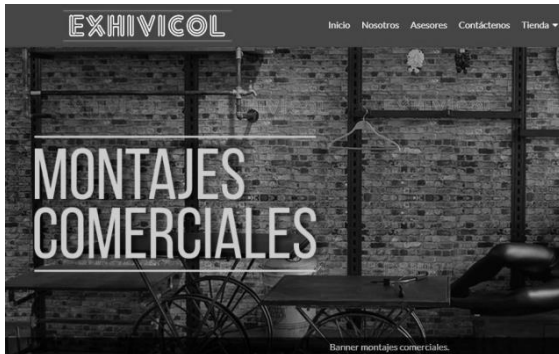 EXHIVICOL
Inicio Nosotros Asesores Contáctenos Tienda
MONTAJES
COMERCIALES
Banner montajes comerciales.